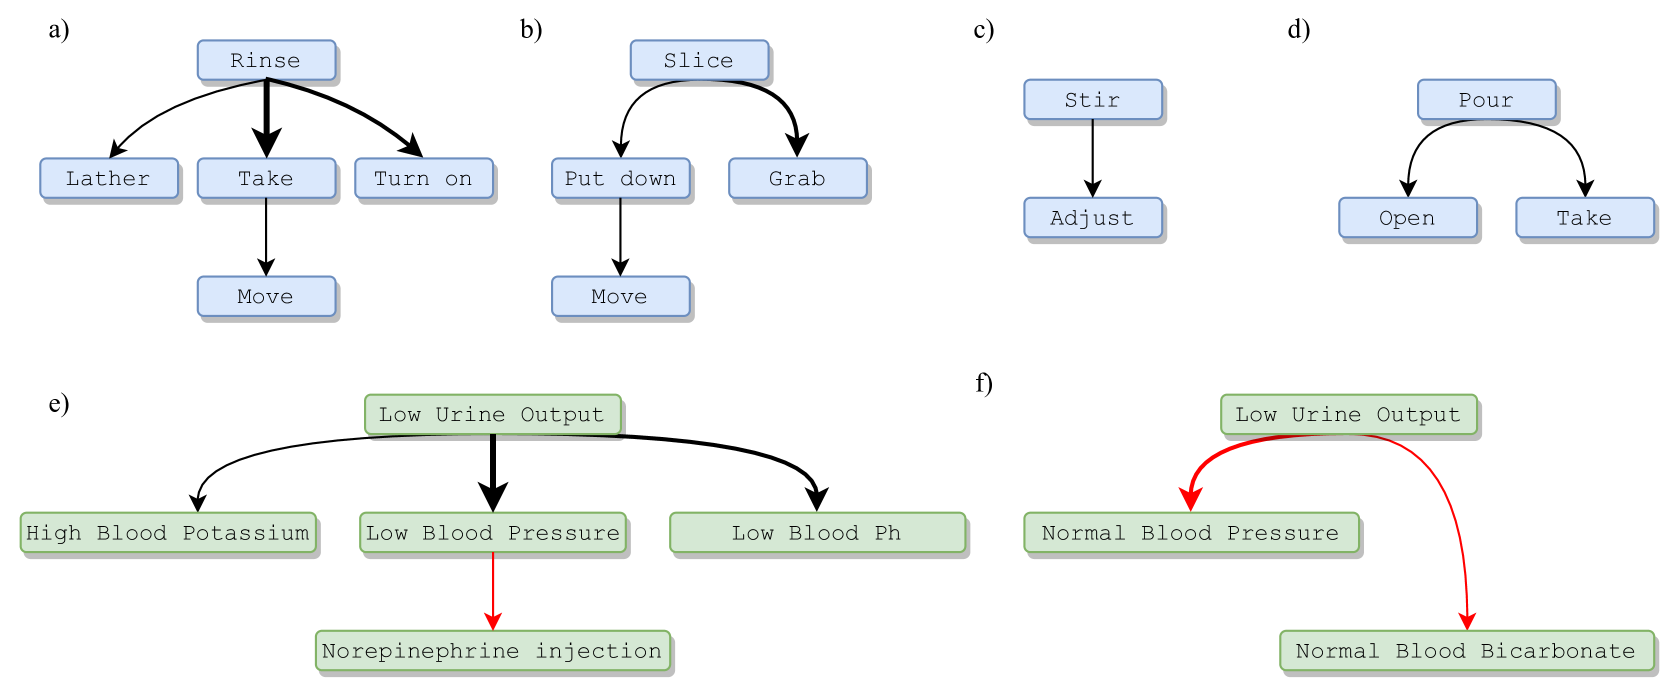 a)
Rinse
Lather
Take
Turn on
Move
b)
Slice
Put down
Grab
Move
c)
Stir
Adjust
d)
Pour
Open
Take
e)
Low Urine Output
High Blood Potassium
Low Blood Pressure
Low Blood Ph
Norepinephrine injection
f)
Low Urine Output
Normal Blood Pressure
Normal Blood Bicarbonate